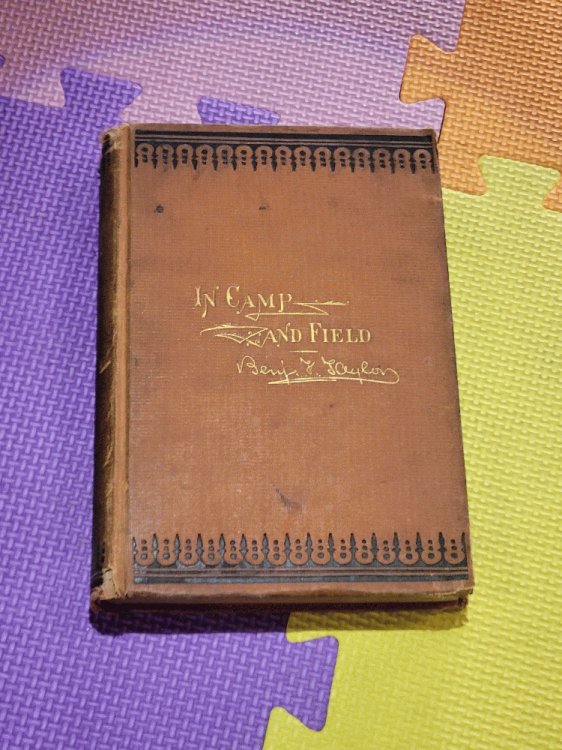 IN CAMP
AND FIELD
Benj. F. Taylor